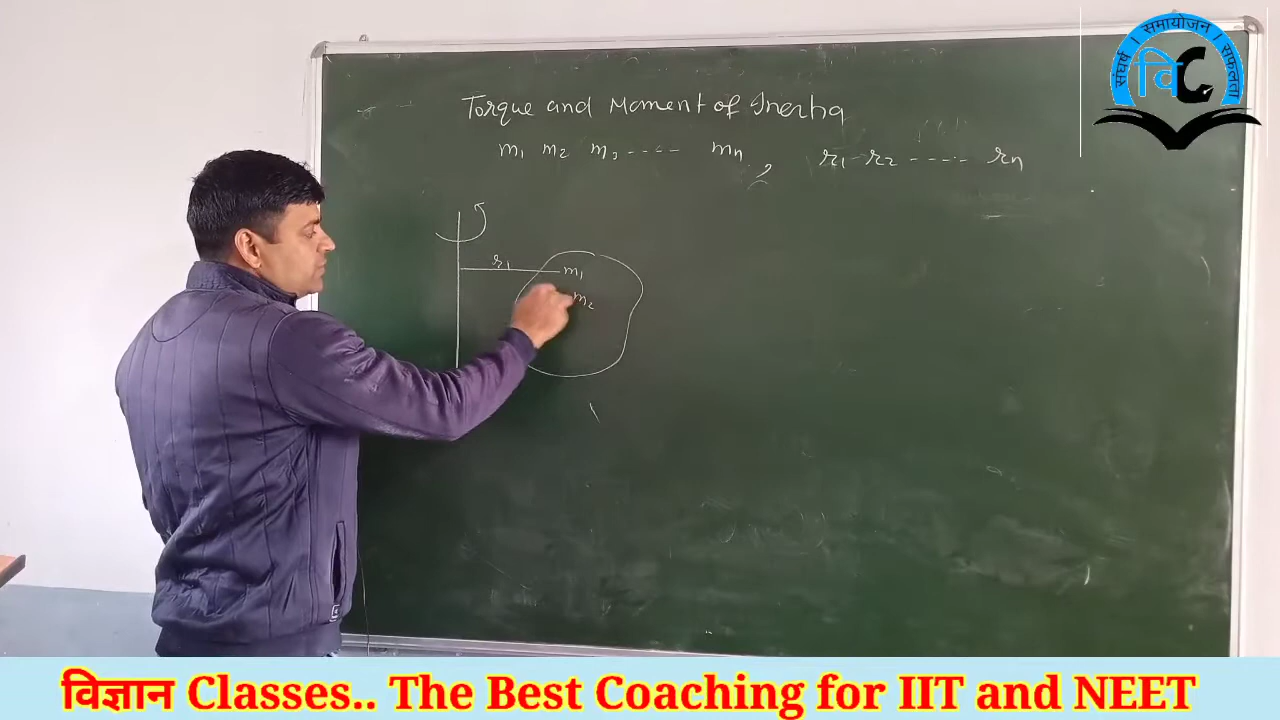 संघर्ष । समायोजन । सफलता
वि C
Torque and Moment of Inertia
m1 m2 m3 ---- mn , r1 r2 ----- rn
r1 m1
m2
विज्ञान Classes.. The Best Coaching for IIT and NEET